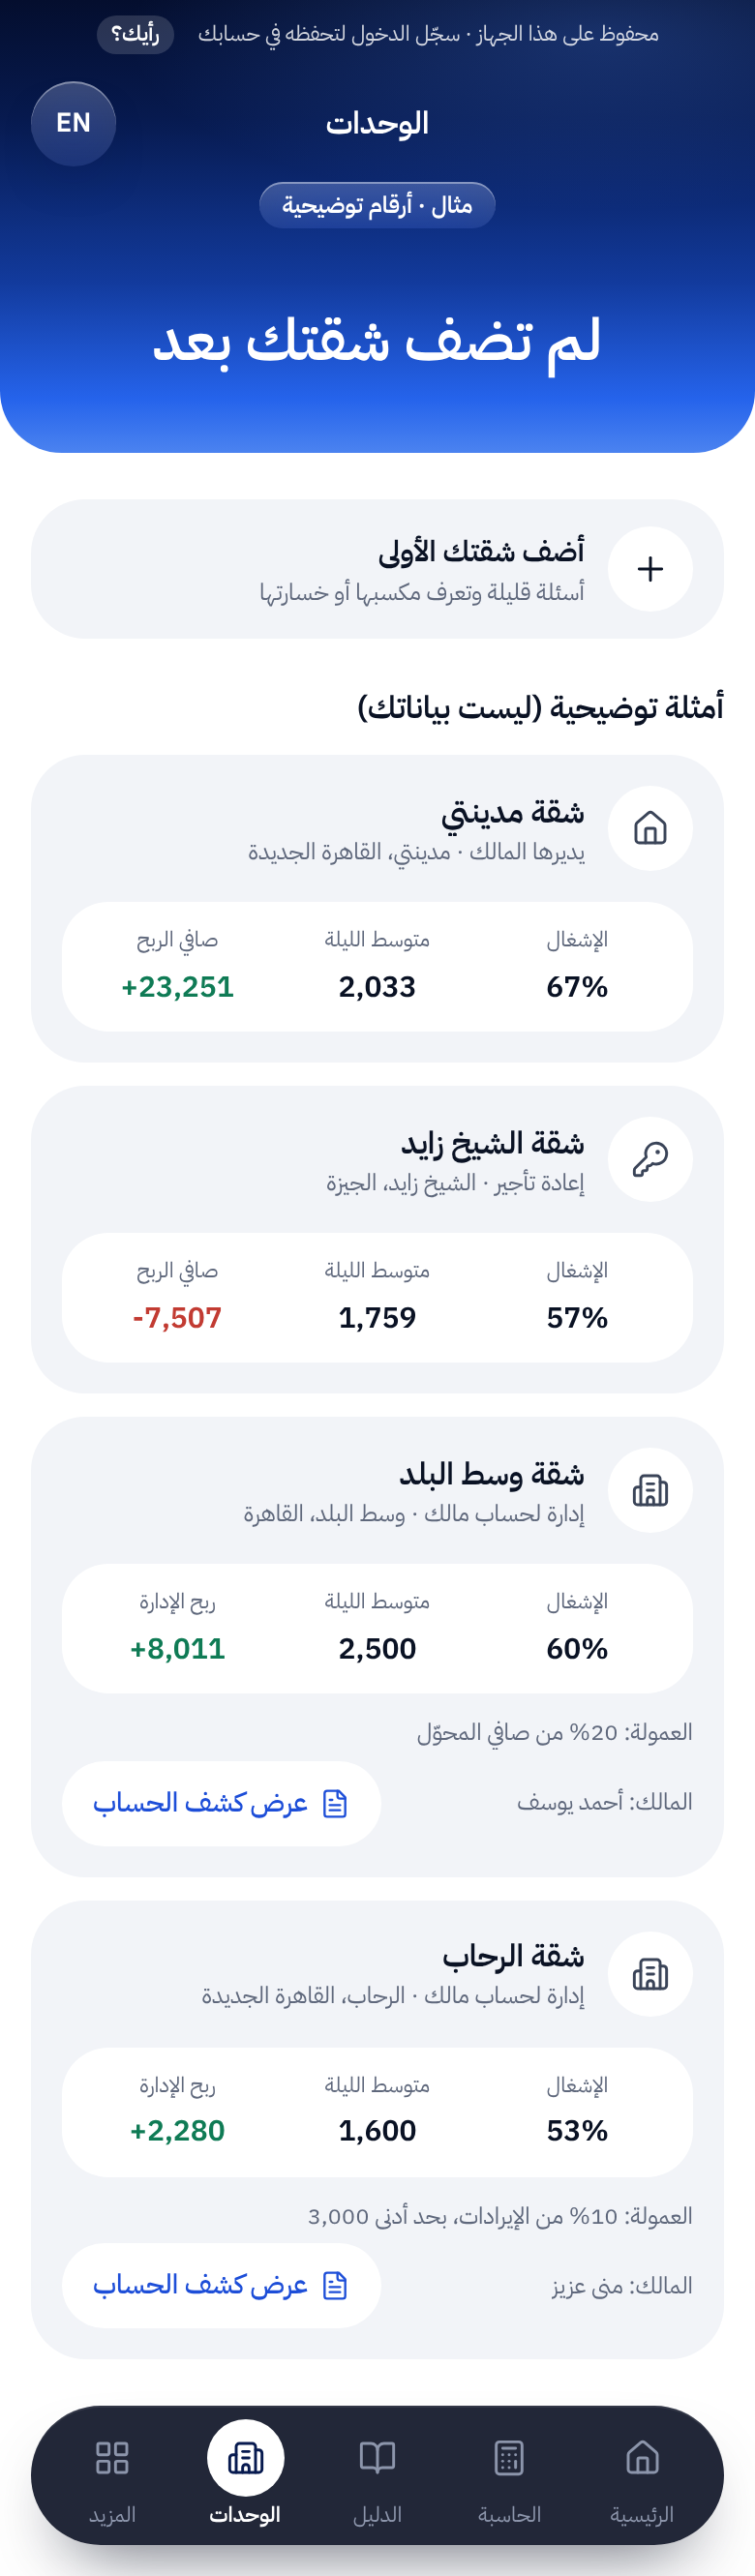 محفوظ على هذا الجهاز · سجّل الدخول لتحفظه في حسابك
رأيك؟
الوحدات
EN
مثال · أرقام توضيحية
لم تضف شقتك بعد
أضف شقتك الأولى
أسئلة قليلة وتعرف مكسبها أو خسارتها
أمثلة توضيحية (ليست بياناتك)
شقة مدينتي
يديرها المالك · مدينتي، القاهرة الجديدة
الإشغال متوسط الليلة صافي الربح
67% 2,033 +23,251
شقة الشيخ زايد
إعادة تأجير · الشيخ زايد، الجيزة
الإشغال متوسط الليلة صافي الربح
57% 1,759 -7,507
شقة وسط البلد
إدارة لحساب مالك · وسط البلد، القاهرة
الإشغال متوسط الليلة ربح الإدارة
60% 2,500 +8,011
العمولة: 20% من صافي المحوّل
المالك: أحمد يوسف
عرض كشف الحساب
شقة الرحاب
إدارة لحساب مالك · الرحاب، القاهرة الجديدة
الإشغال متوسط الليلة ربح الإدارة
53% 1,600 +2,280
العمولة: 10% من الإيرادات، بحد أدنى 3,000
المالك: منى عزيز
عرض كشف الحساب
الرئيسية الحاسبة الدليل الوحدات المزيد